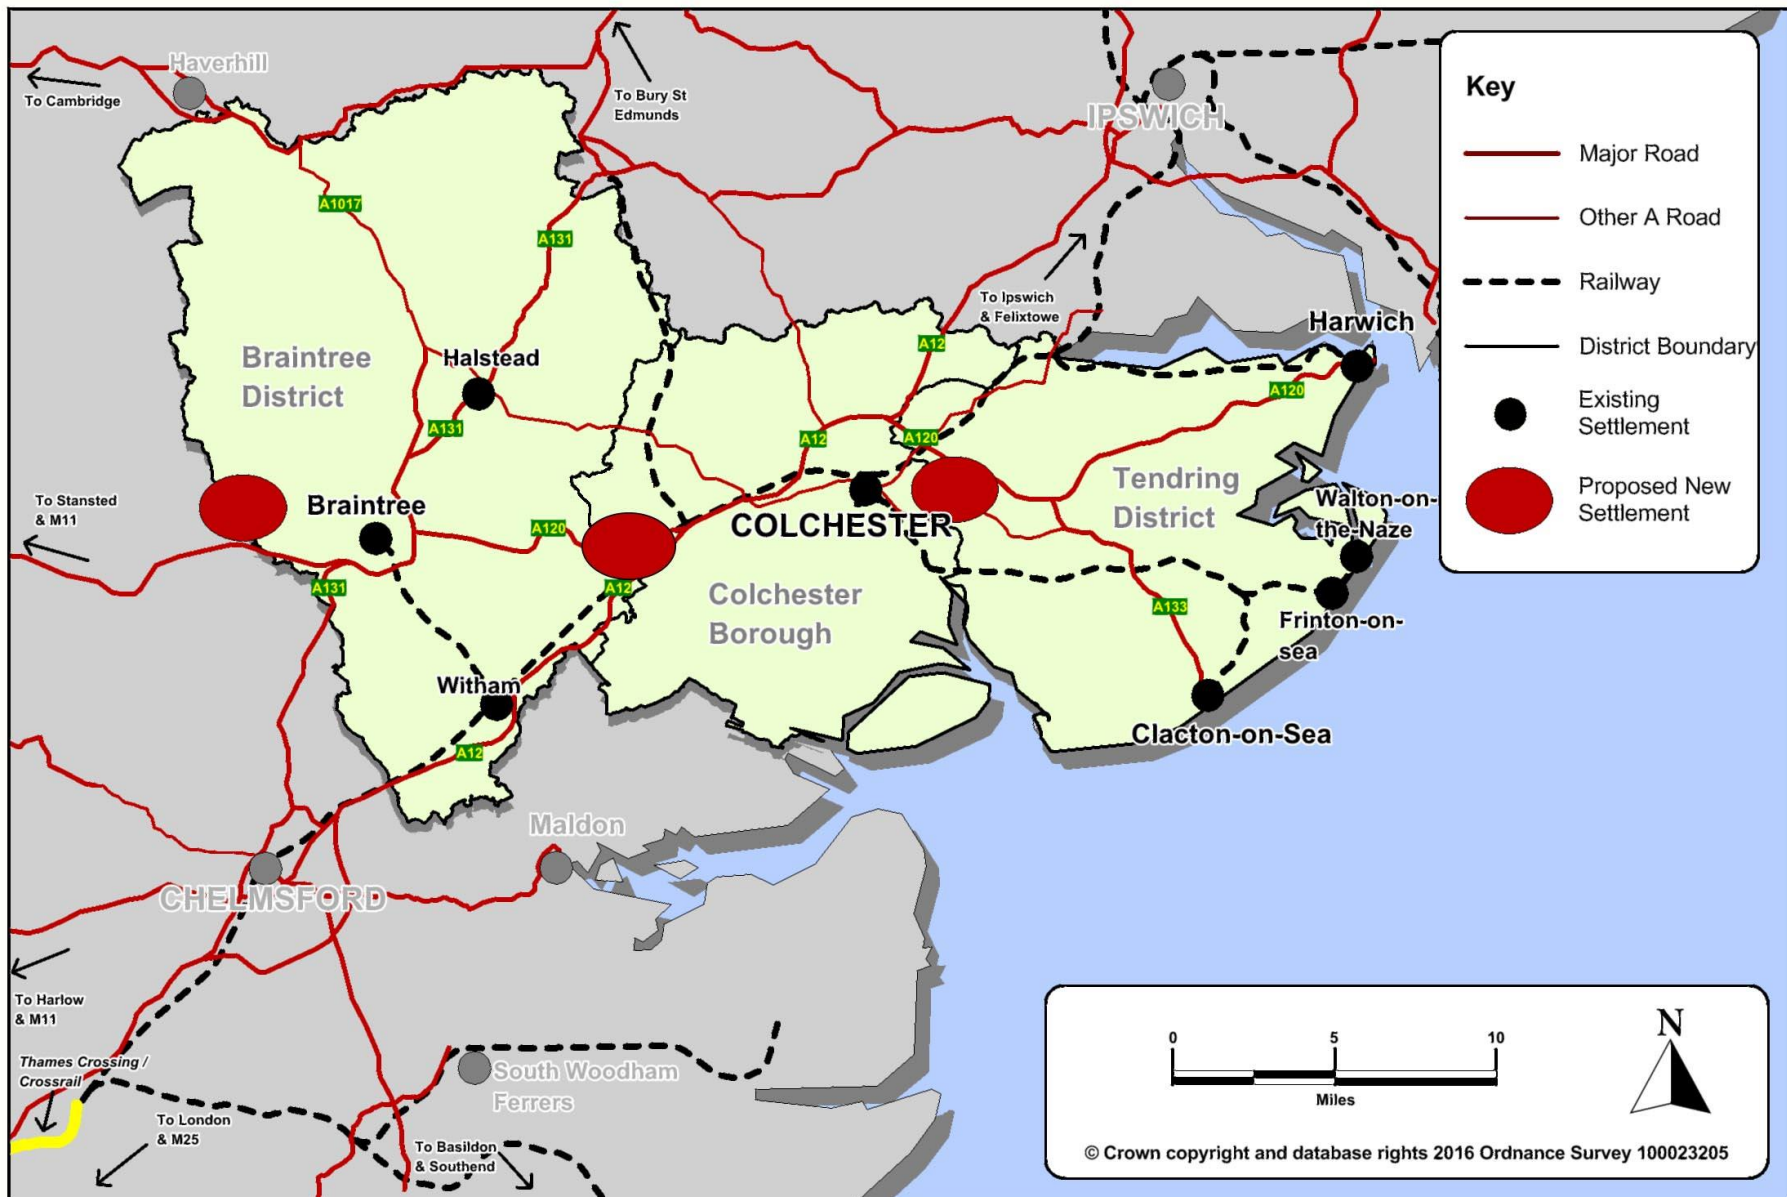 Haverhill
To Cambridge
To Bury St
Edmunds
IPSWICH
A1017
A131
To Ipswich
& Felixtowe
Harwich
A12
Braintree
District
Halstead
A120
A131
A12
A120
Tendring
District
Walton-on-
the-Naze
To Stansted
& M11
Braintree
A120
COLCHESTER
A131
A12
Colchester
Borough
A133
Frinton-on-
sea
Witham
A12
Clacton-on-Sea
Maldon
CHELMSFORD
To Harlow
& M11
Thames Crossing /
Crossrail
South Woodham
Ferrers
To London
& M25
To Basildon
& Southend
Key
Major Road
Other A Road
Railway
District Boundary
Existing
Settlement
Proposed New
Settlement
0 5 10
Miles
N
© Crown copyright and database rights 2016 Ordnance Survey 100023205